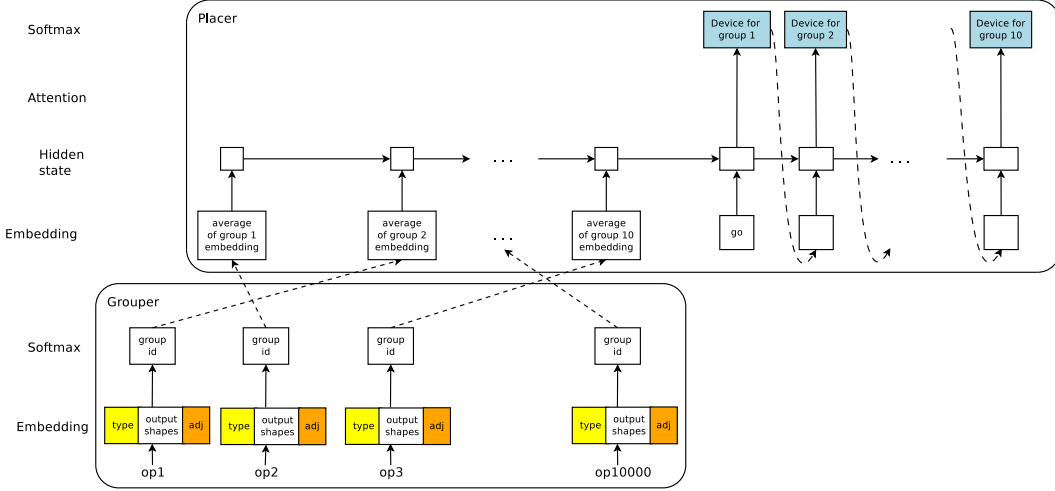 Placer
Softmax
Device for
group 1
Device for
group 2
Device for
group 10
Attention
Hidden
state
. . .
. . .
Embedding
average
of group 1
embedding
average
of group 2
embedding
. . .
average
of group 10
embedding
go
. . .
Grouper
Softmax
group
id
group
id
group
id
group
id
Embedding
type
output
shapes
adj
type
output
shapes
adj
type
output
shapes
adj
type
output
shapes
adj
op1
op2
op3
op10000